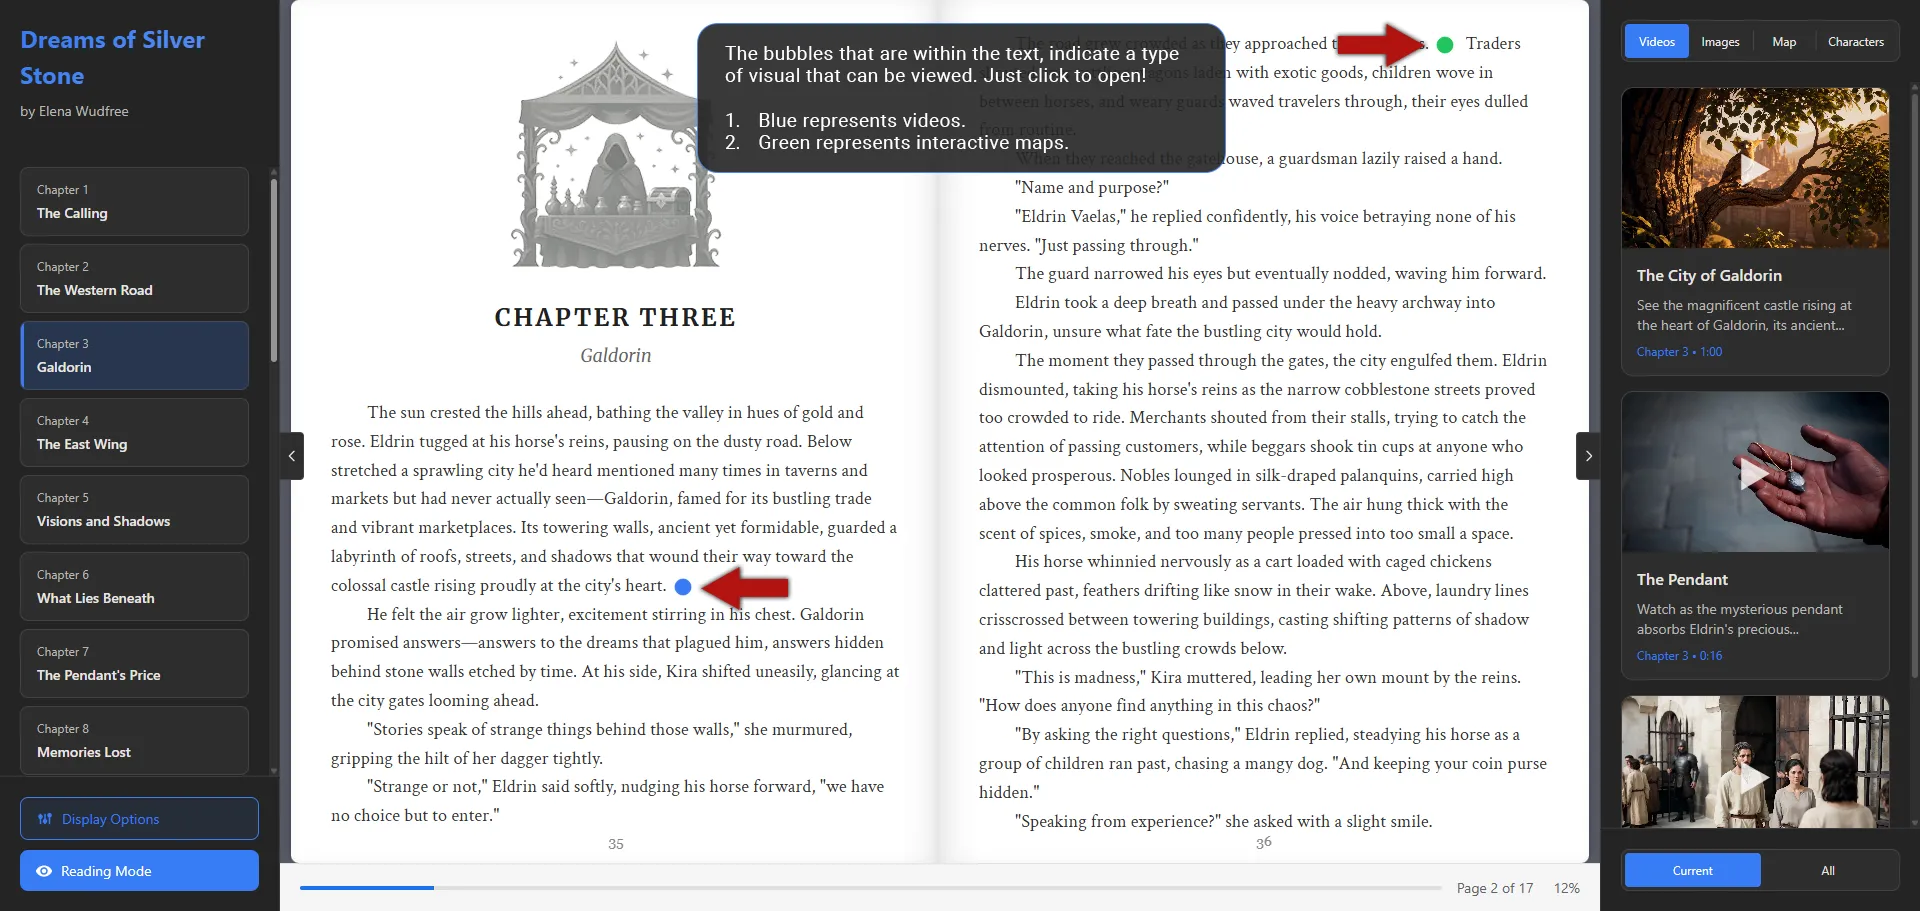 Dreams of Silver
Stone
by Elena Wudfree
Chapter 1
The Calling
Chapter 2
The Western Road
Chapter 3
Galdorin
Chapter 4
The East Wing
Chapter 5
Visions and Shadows
Chapter 6
What Lies Beneath
Chapter 7
The Pendant's Price
Chapter 8
Memories Lost
Display Options
Reading Mode
The bubbles that are within the text, indicate a type
of visual that can be viewed. Just click to open!
1. Blue represents videos.
2. Green represents interactive maps.
CHAPTER THREE
Galdorin
The sun crested the hills ahead, bathing the valley in hues of gold and
rose. Eldrin tugged at his horse's reins, pausing on the dusty road. Below
stretched a sprawling city he'd heard mentioned many times in taverns and
markets but had never actually seen—Galdorin, famed for its bustling trade
and vibrant marketplaces. Its towering walls, ancient yet formidable, guarded a
labyrinth of roofs, streets, and shadows that wound their way toward the
colossal castle rising proudly at the city's heart.
He felt the air grow lighter, excitement stirring in his chest. Galdorin
promised answers—answers to the dreams that plagued him, answers hidden
behind stone walls etched by time. At his side, Kira shifted uneasily, glancing at
the city gates looming ahead.
"Stories speak of strange things behind those walls," she murmured,
gripping the hilt of her dagger tightly.
"Strange or not," Eldrin said softly, nudging his horse forward, "we have
no choice but to enter."
35
The road grew crowded as they approached Traders
wagons laden with exotic goods, children wove in
between horses, and weary guards waved travelers through, their eyes dulled
from routine.
When they reached the gatehouse, a guardsman lazily raised a hand.
"Name and purpose?"
"Eldrin Vaelas," he replied confidently, his voice betraying none of his
nerves. "Just passing through."
The guard narrowed his eyes but eventually nodded, waving him forward.
Eldrin took a deep breath and passed under the heavy archway into
Galdorin, unsure what fate the bustling city would hold.
The moment they passed through the gates, the city engulfed them. Eldrin
dismounted, taking his horse's reins as the narrow cobblestone streets proved
too crowded to ride. Merchants shouted from their stalls, trying to catch the
attention of passing customers, while beggars shook tin cups at anyone who
looked prosperous. Nobles lounged in silk-draped palanquins, carried high
above the common folk by sweating servants. The air hung thick with the
scent of spices, smoke, and too many people pressed into too small a space.
His horse whinnied nervously as a cart loaded with caged chickens
clattered past, feathers drifting like snow in their wake. Above, laundry lines
crisscrossed between towering buildings, casting shifting patterns of shadow
and light across the bustling crowds below.
"This is madness," Kira muttered, leading her own mount by the reins.
"How does anyone find anything in this chaos?"
"By asking the right questions," Eldrin replied, steadying his horse as a
group of children ran past, chasing a mangy dog. "And keeping your coin purse
hidden."
"Speaking from experience?" she asked with a slight smile.
36
Page 2 of 17 12%
Videos Images Map Characters
The City of Galdorin
See the magnificent castle rising at
the heart of Galdorin, its ancient...
Chapter 3 • 1:00
The Pendant
Watch as the mysterious pendant
absorbs Eldrin's precious...
Chapter 3 • 0:16
Current All